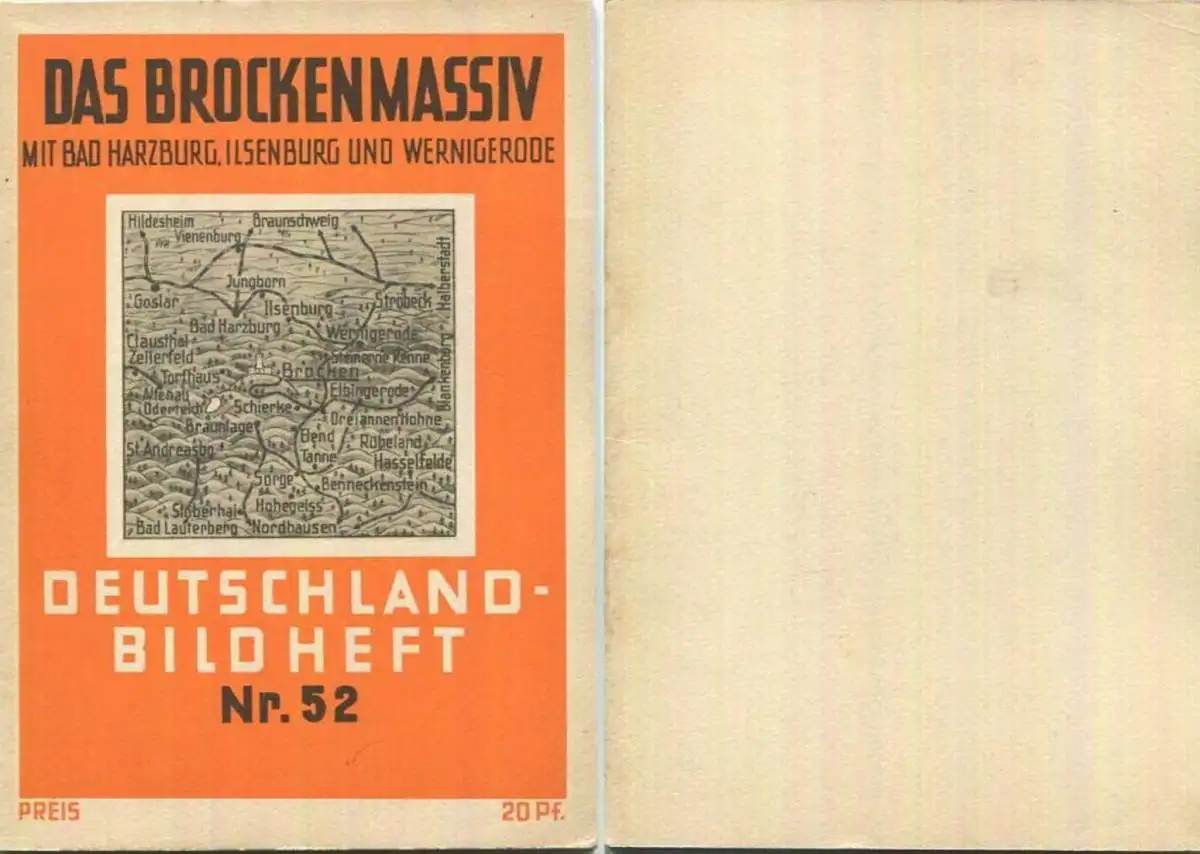 DAS BROCKENMASSIV
MIT BAD HARZBURG, ILSENBURG UND WERNIGERODE
Hildesheim
Braunschweig
Vienenburg
Halberstadt
Jungborn
Goslar
Ilsenburg
Ströbeck
Bad Harzburg
Wernigerode
Clausthal
Zellerfeld
Steinerne Renne
Torfhaus
Brocken
Blankenburg
Altenau
Elbingerode
Oderteich
Schierke
Dreiannen Hohne
Braunlage
Elend
Rübeland
St Andreasbg
Tanne
Hasselfelde
Sorge
Benneckenstein
Stöberhai
Hohegeiss
Bad Lauterberg
Nordhausen
DEUTSCHLAND-
BILDHEFT
Nr. 52
PREIS
20 Pf.